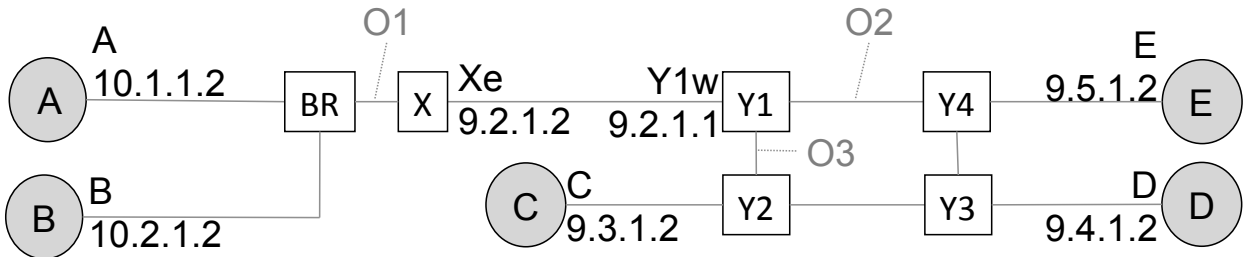 O1
O2
A
10.1.1.2
A
BR
X
Xe
9.2.1.2
Y1w
9.2.1.1
Y1
Y4
E
9.5.1.2
E
O3
B
B
10.2.1.2
C
C
9.3.1.2
Y2
Y3
D
9.4.1.2
D